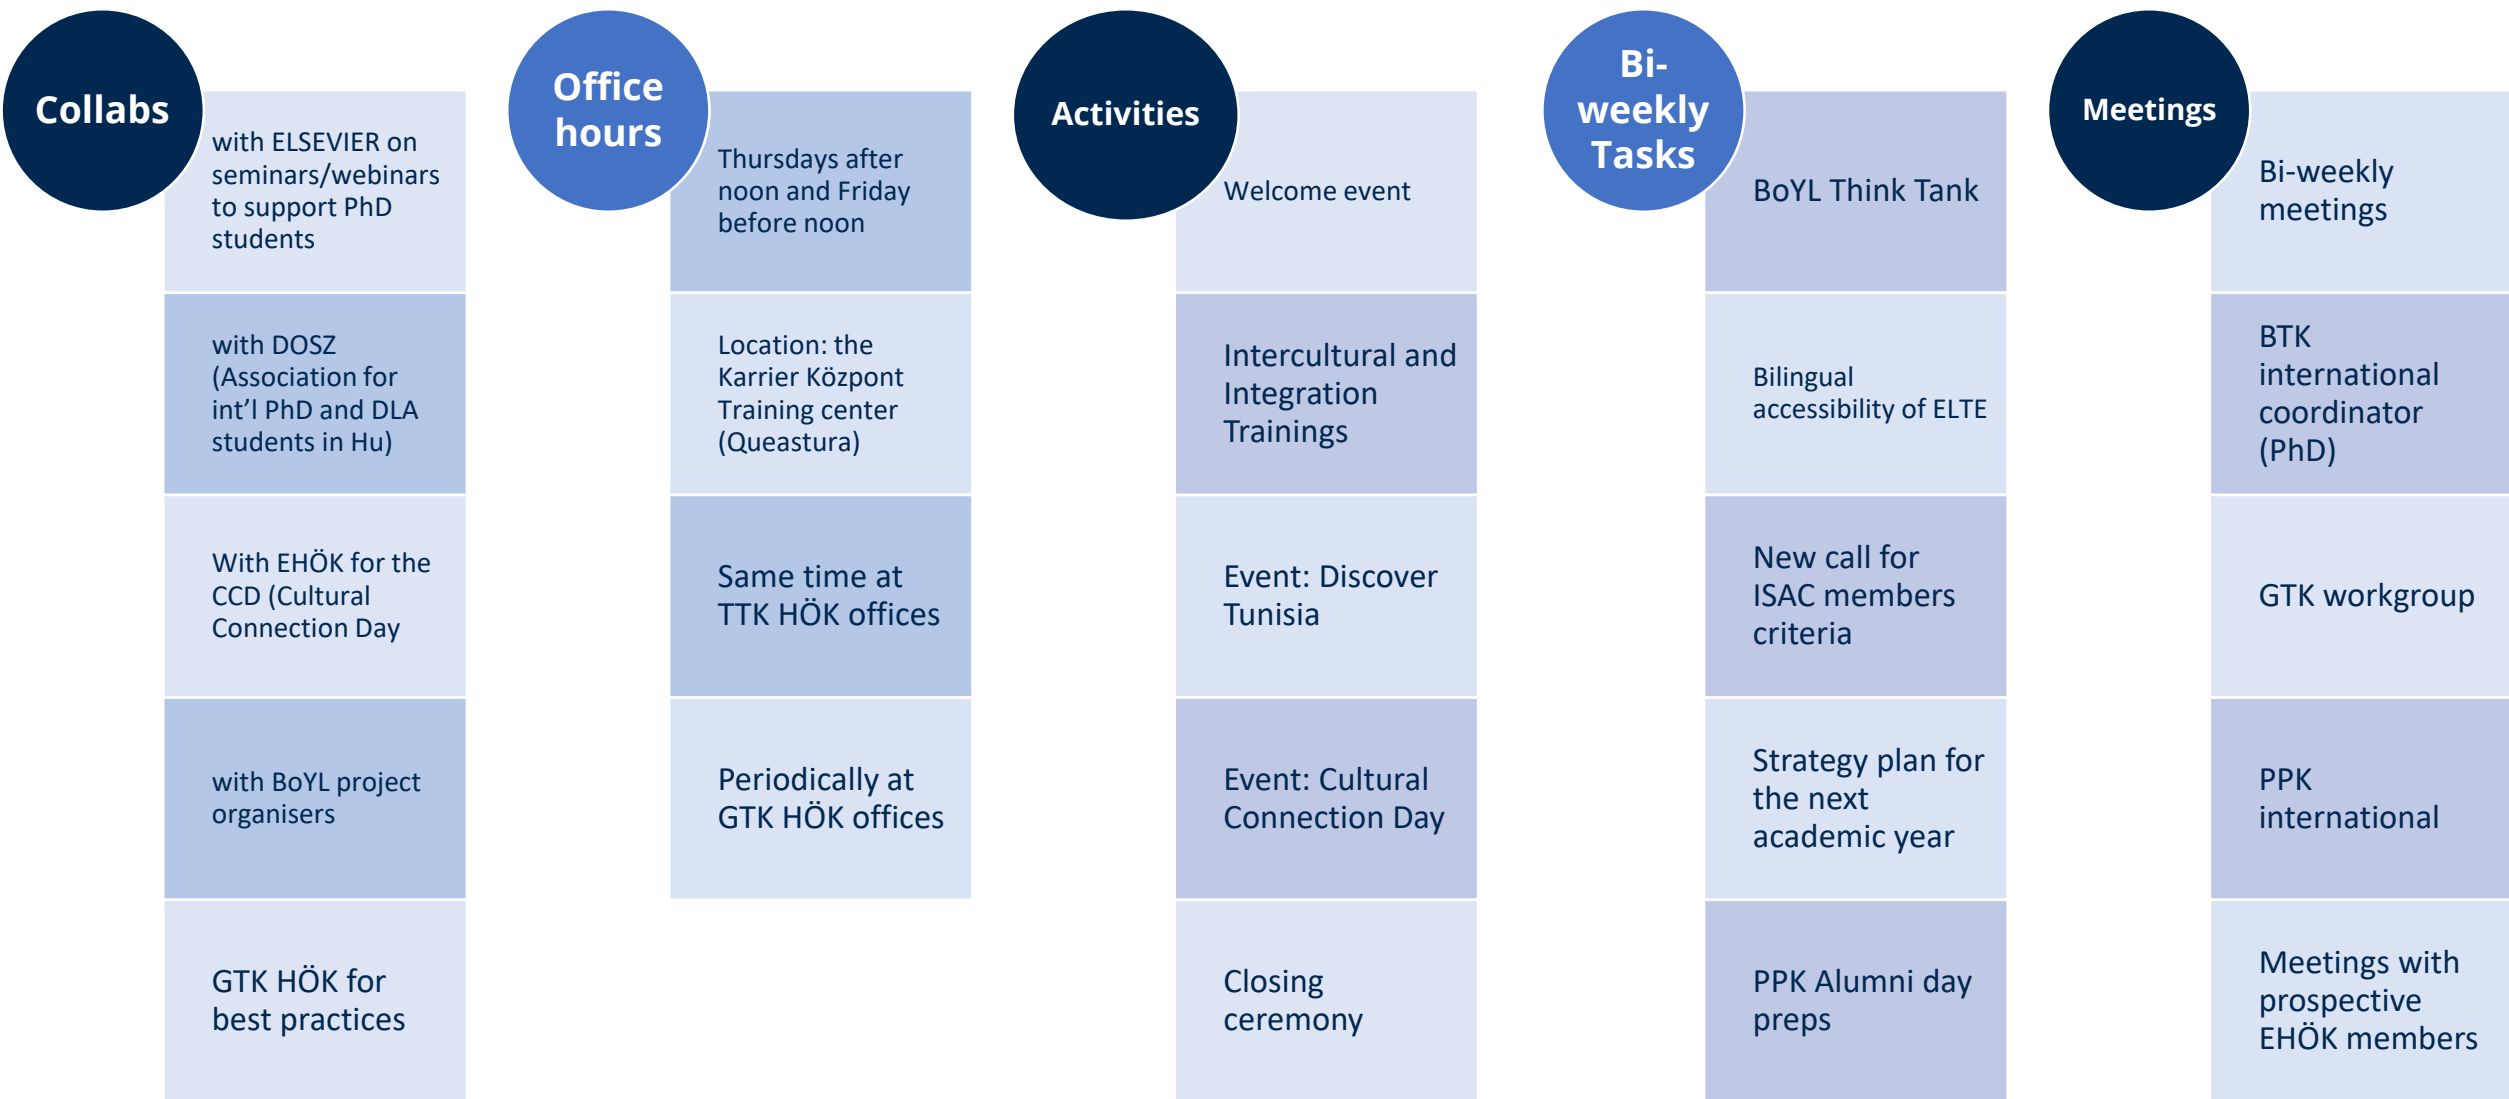 Collabs
with ELSEVIER on
seminars/webinars
to support PhD
students
with DOSZ
(Association for
int’l PhD and DLA
students in Hu)
With EHÖK for the
CCD (Cultural
Connection Day
with BoYL project
organisers
GTK HÖK for
best practices
Office
hours
Thursdays after
noon and Friday
before noon
Location: the
Karrier Központ
Training center
(Queastura)
Same time at
TTK HÖK offices
Periodically at
GTK HÖK offices
Activities
Welcome event
Intercultural and
Integration
Trainings
Event: Discover
Tunisia
Event: Cultural
Connection Day
Closing
ceremony
Bi-
weekly
Tasks
BoYL Think Tank
Bilingual
accessibility of ELTE
New call for
ISAC members
criteria
Strategy plan for
the next
academic year
PPK Alumni day
preps
Meetings
Bi-weekly
meetings
BTK
international
coordinator
(PhD)
GTK workgroup
PPK
international
Meetings with
prospective
EHÖK members